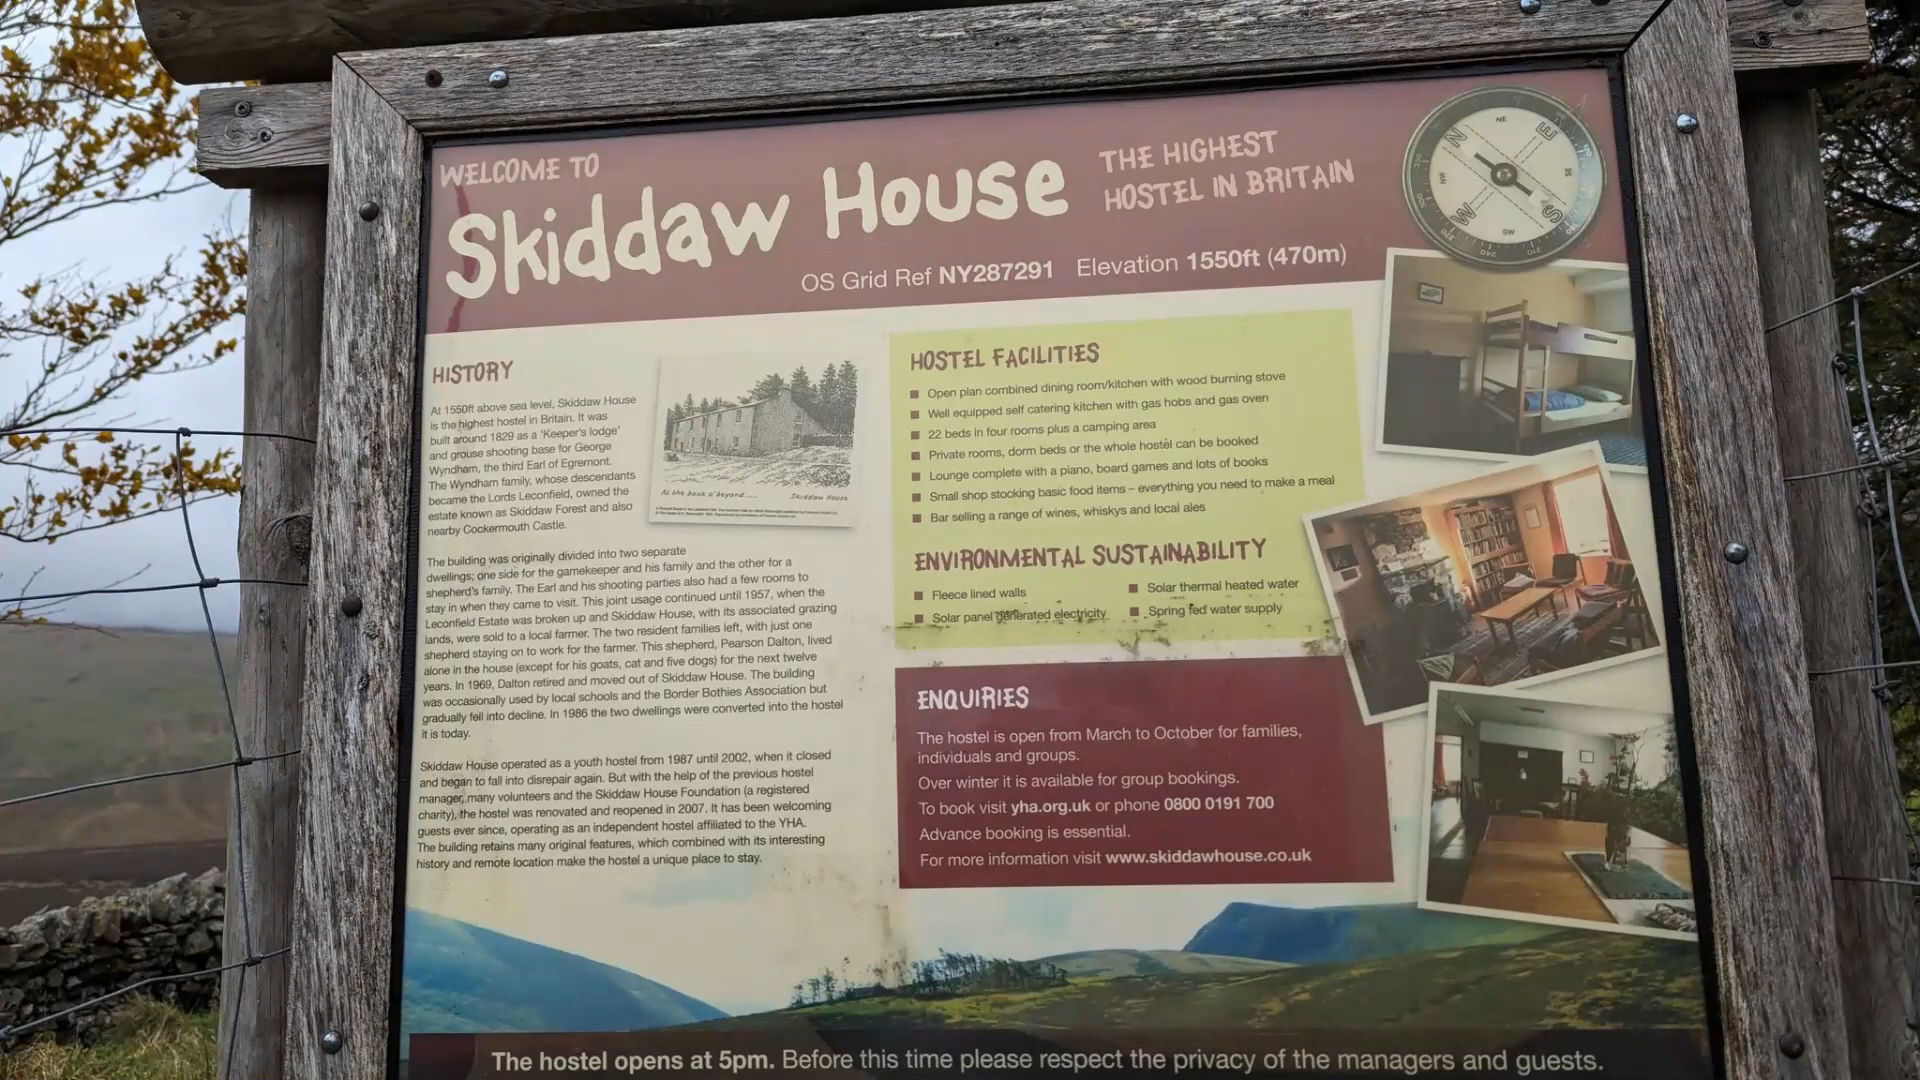 WELCOME TO
Skiddaw House
THE HIGHEST
HOSTEL IN BRITAIN
OS Grid Ref NY287291 Elevation 1550ft (470m)
HISTORY
At 1550ft above sea level, Skiddaw House
is the highest hostel in Britain. It was
built around 1829 as a ‘Keeper’s lodge’
and grouse shooting base for George
Wyndham, the third Earl of Egremont.
The Wyndham family, whose descendants
became the Lords Leconfield, owned the
estate known as Skiddaw Forest and also
nearby Cockermouth Castle.
At the back o' beyond.....
Skiddaw House
The building was originally divided into two separate
dwellings; one side for the gamekeeper and his family and the other for a
shepherd's family. The Earl and his shooting parties also had a few rooms to
stay in when they came to visit. This joint usage continued until 1957, when the
Leconfield Estate was broken up and Skiddaw House, with its associated grazing
lands, were sold to a local farmer. The two resident families left, with just one
shepherd staying on to work for the farmer. This shepherd, Pearson Dalton, lived
alone in the house (except for his goats, cat and five dogs) for the next twelve
years. In 1969, Dalton retired and moved out of Skiddaw House. The building
was occasionally used by local schools and the Border Bothies Association but
gradually fell into decline. In 1986 the two dwellings were converted into the hostel
it is today.
Skiddaw House operated as a youth hostel from 1987 until 2002, when it closed
and began to fall into disrepair again. But with the help of the previous hostel
manager, many volunteers and the Skiddaw House Foundation (a registered
charity), the hostel was renovated and reopened in 2007. It has been welcoming
guests ever since, operating as an independent hostel affiliated to the YHA.
The building retains many original features, which combined with its interesting
history and remote location make the hostel a unique place to stay.
HOSTEL FACILITIES
Open plan combined dining room/kitchen with wood burning stove
Well equipped self catering kitchen with gas hobs and gas oven
22 beds in four rooms plus a camping area
Private rooms, dorm beds or the whole hostel can be booked
Lounge complete with a piano, board games and lots of books
Small shop stocking basic food items – everything you need to make a meal
Bar selling a range of wines, whiskys and local ales
ENVIRONMENTAL SUSTAINABILITY
Fleece lined walls
Solar panel generated electricity
Solar thermal heated water
Spring fed water supply
ENQUIRIES
The hostel is open from March to October for families,
individuals and groups.
Over winter it is available for group bookings.
To book visit yha.org.uk or phone 0800 0191 700
Advance booking is essential.
For more information visit www.skiddawhouse.co.uk
N
NE
E
SE
S
SW
W
NW
The hostel opens at 5pm. Before this time please respect the privacy of the managers and guests.